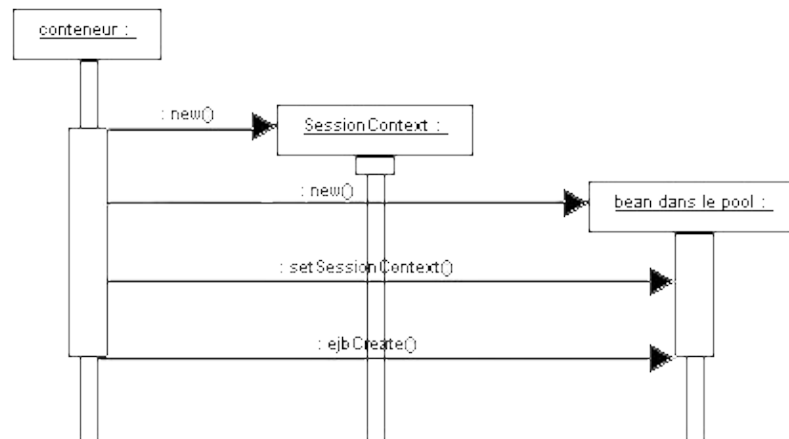 conteneur :
: new()
SessionContext :
: new()
bean dans le pool :
: setSessionContext()
: ejbCreate()